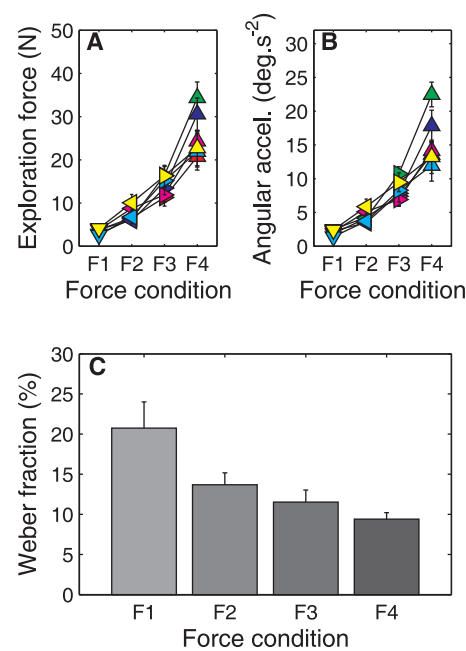 A
Exploration force (N)
50
40
30
20
10
0
F1 F2 F3 F4
Force condition
B
Angular accel. (deg.s-2)
30
25
20
15
10
5
0
F1 F2 F3 F4
Force condition
C
Weber fraction (%)
30
25
20
15
10
5
0
F1 F2 F3 F4
Force condition